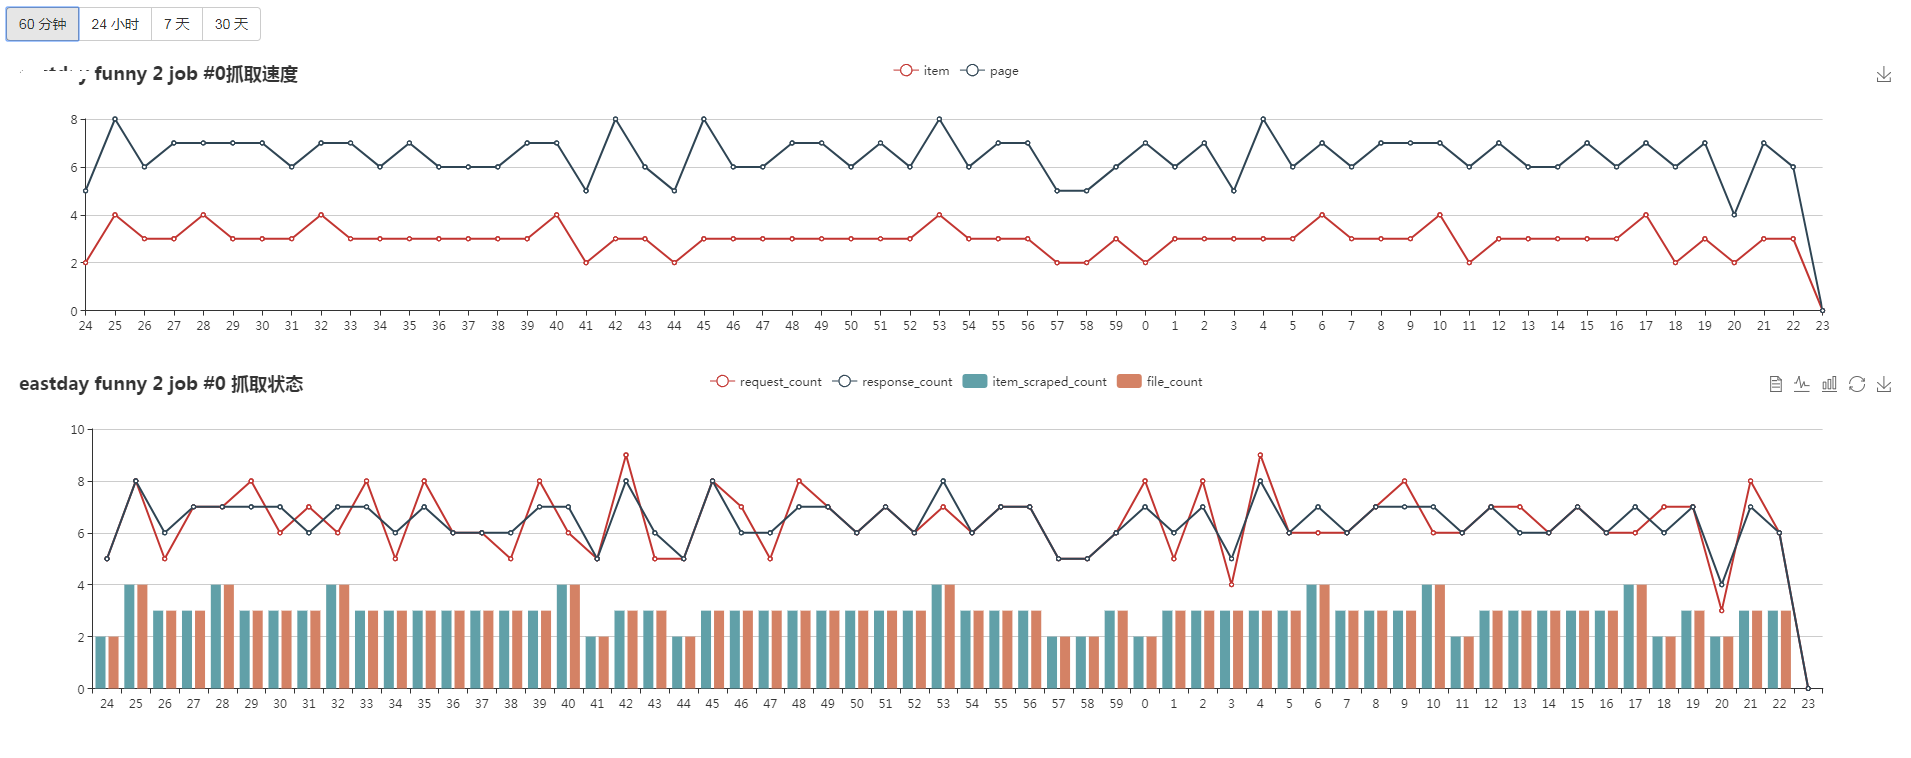 60 分钟 24 小时 7 天 30 天
funny 2 job #0抓取速度 item page
8
6
4
2
0
24 25 26 27 28 29 30 31 32 33 34 35 36 37 38 39 40 41 42 43 44 45 46 47 48 49 50 51 52 53 54 55 56 57 58 59 0 1 2 3 4 5 6 7 8 9 10 11 12 13 14 15 16 17 18 19 20 21 22 23
eastday funny 2 job #0 抓取状态 request_count response_count item_scraped_count file_count
10
8
6
4
2
0
24 25 26 27 28 29 30 31 32 33 34 35 36 37 38 39 40 41 42 43 44 45 46 47 48 49 50 51 52 53 54 55 56 57 58 59 0 1 2 3 4 5 6 7 8 9 10 11 12 13 14 15 16 17 18 19 20 21 22 23